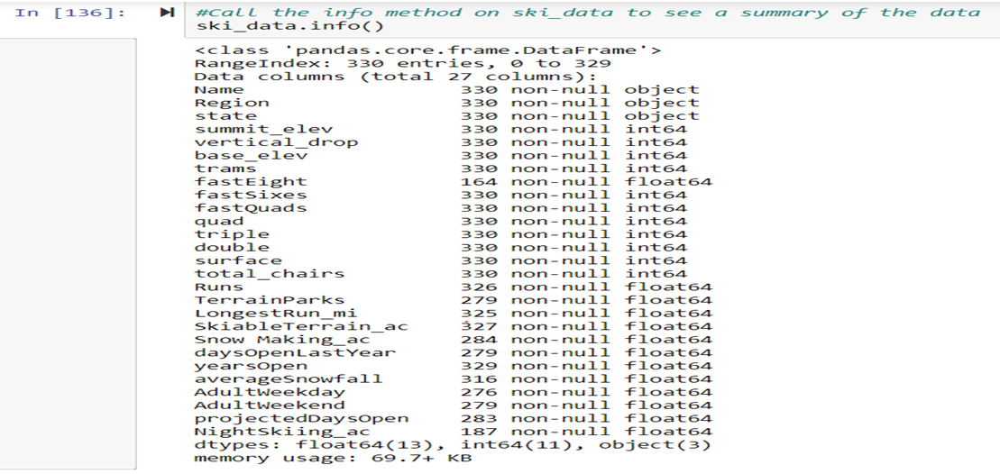 In [136]:
#Call the info method on ski_data to see a summary of the data
ski_data.info()
<class 'pandas.core.frame.DataFrame'>
RangeIndex: 330 entries, 0 to 329
Data columns (total 27 columns):
Name 330 non-null object
Region 330 non-null object
state 330 non-null object
summit_elev 330 non-null int64
vertical_drop 330 non-null int64
base_elev 330 non-null int64
trams 330 non-null int64
fastEight 164 non-null float64
fastSixes 330 non-null int64
fastQuads 330 non-null int64
quad 330 non-null int64
triple 330 non-null int64
double 330 non-null int64
surface 330 non-null int64
total_chairs 330 non-null int64
Runs 326 non-null float64
TerrainParks 279 non-null float64
LongestRun_mi 325 non-null float64
SkiableTerrain_ac 327 non-null float64
Snow Making_ac 284 non-null float64
daysOpenLastYear 279 non-null float64
yearsOpen 329 non-null float64
averageSnowfall 316 non-null float64
AdultWeekday 276 non-null float64
AdultWeekend 279 non-null float64
projectedDaysOpen 283 non-null float64
NightSkiing_ac 187 non-null float64
dtypes: float64(13), int64(11), object(3)
memory usage: 69.7+ KB